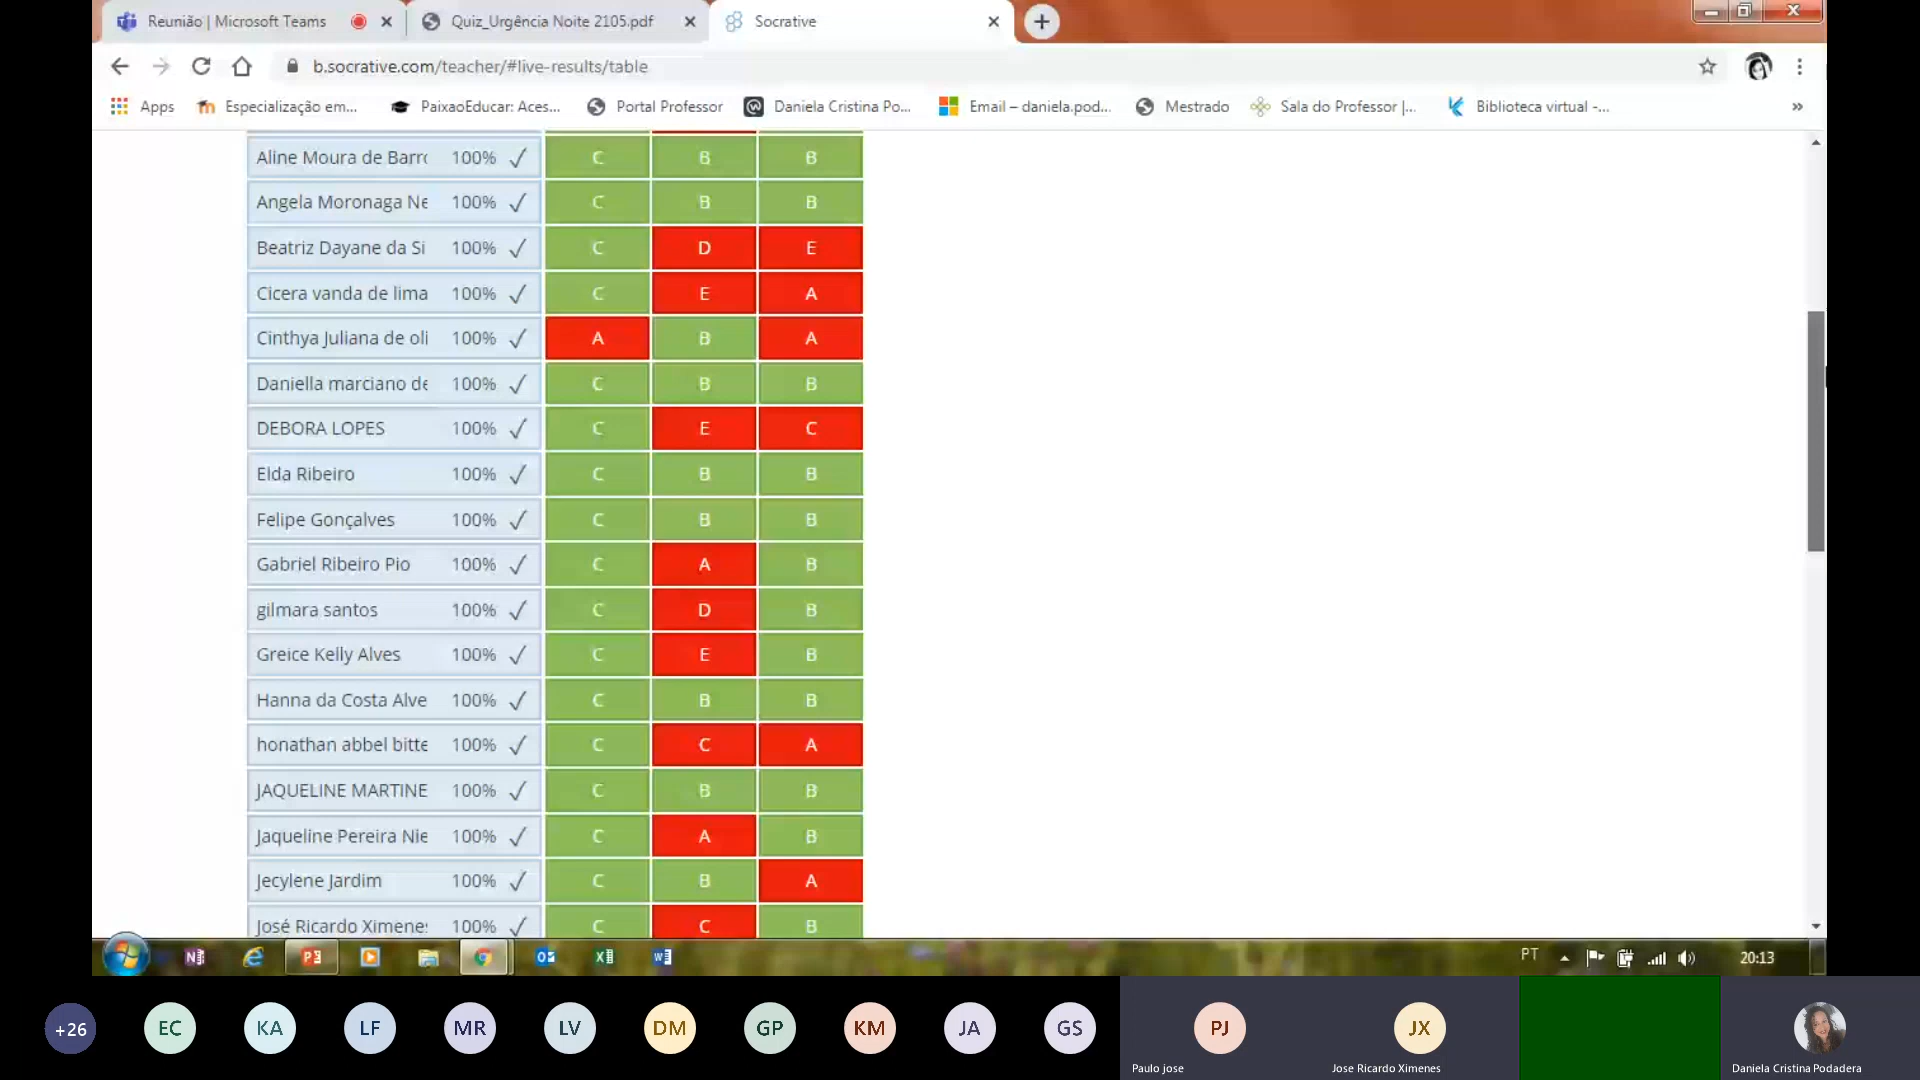 Reunião | Microsoft Teams
Quiz_Urgência Noite 2105.pdf
Socrative
b.socrative.com/teacher/#live-results/table
Apps
Especialização em...
PaixaoEducar: Aces...
Portal Professor
Daniela Cristina Po...
Email – daniela.pod...
Mestrado
Sala do Professor |...
Biblioteca virtual -...
»
Aline Moura de Barro 100% ✓ C B B
Angela Moronaga Ne 100% ✓ C B B
Beatriz Dayane da Si 100% ✓ C D E
Cicera vanda de lima 100% ✓ C E A
Cinthya Juliana de oli 100% ✓ A B A
Daniella marciano de 100% ✓ C B B
DEBORA LOPES 100% ✓ C E C
Elda Ribeiro 100% ✓ C B B
Felipe Gonçalves 100% ✓ C B B
Gabriel Ribeiro Pio 100% ✓ C A B
gilmara santos 100% ✓ C D B
Greice Kelly Alves 100% ✓ C E B
Hanna da Costa Alve 100% ✓ C B B
honathan abbel bitte 100% ✓ C C A
JAQUELINE MARTINE 100% ✓ C B B
Jaqueline Pereira Nie 100% ✓ C A B
Jecylene Jardim 100% ✓ C B A
José Ricardo Ximenes 100% ✓ C C B
PT
20:13
+26
EC
KA
LF
MR
LV
DM
GP
KM
JA
GS
PJ
JX
Paulo jose
Jose Ricardo Ximenes
Daniela Cristina Podadera